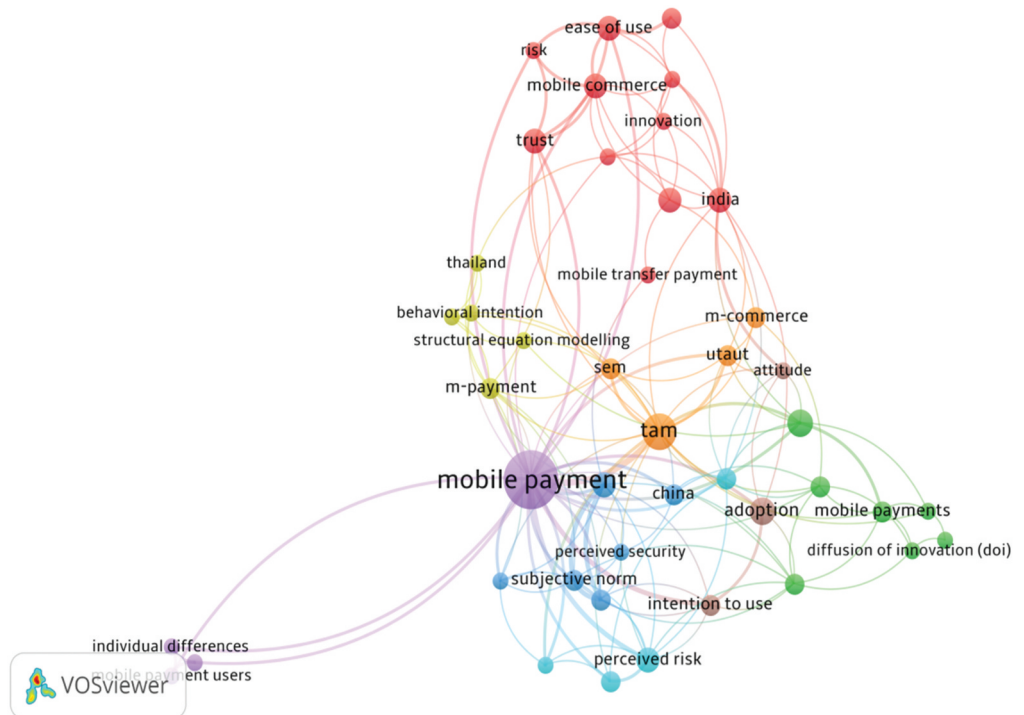 ease of use
risk
mobile commerce
innovation
trust
india
thailand
mobile transfer payment
behavioral intention
m-commerce
structural equation modelling
utaut
sem
attitude
m-payment
tam
mobile payment
china
adoption
mobile payments
perceived security
diffusion of innovation (doi)
subjective norm
intention to use
individual differences
perceived risk
mobile payment users
VOSviewer